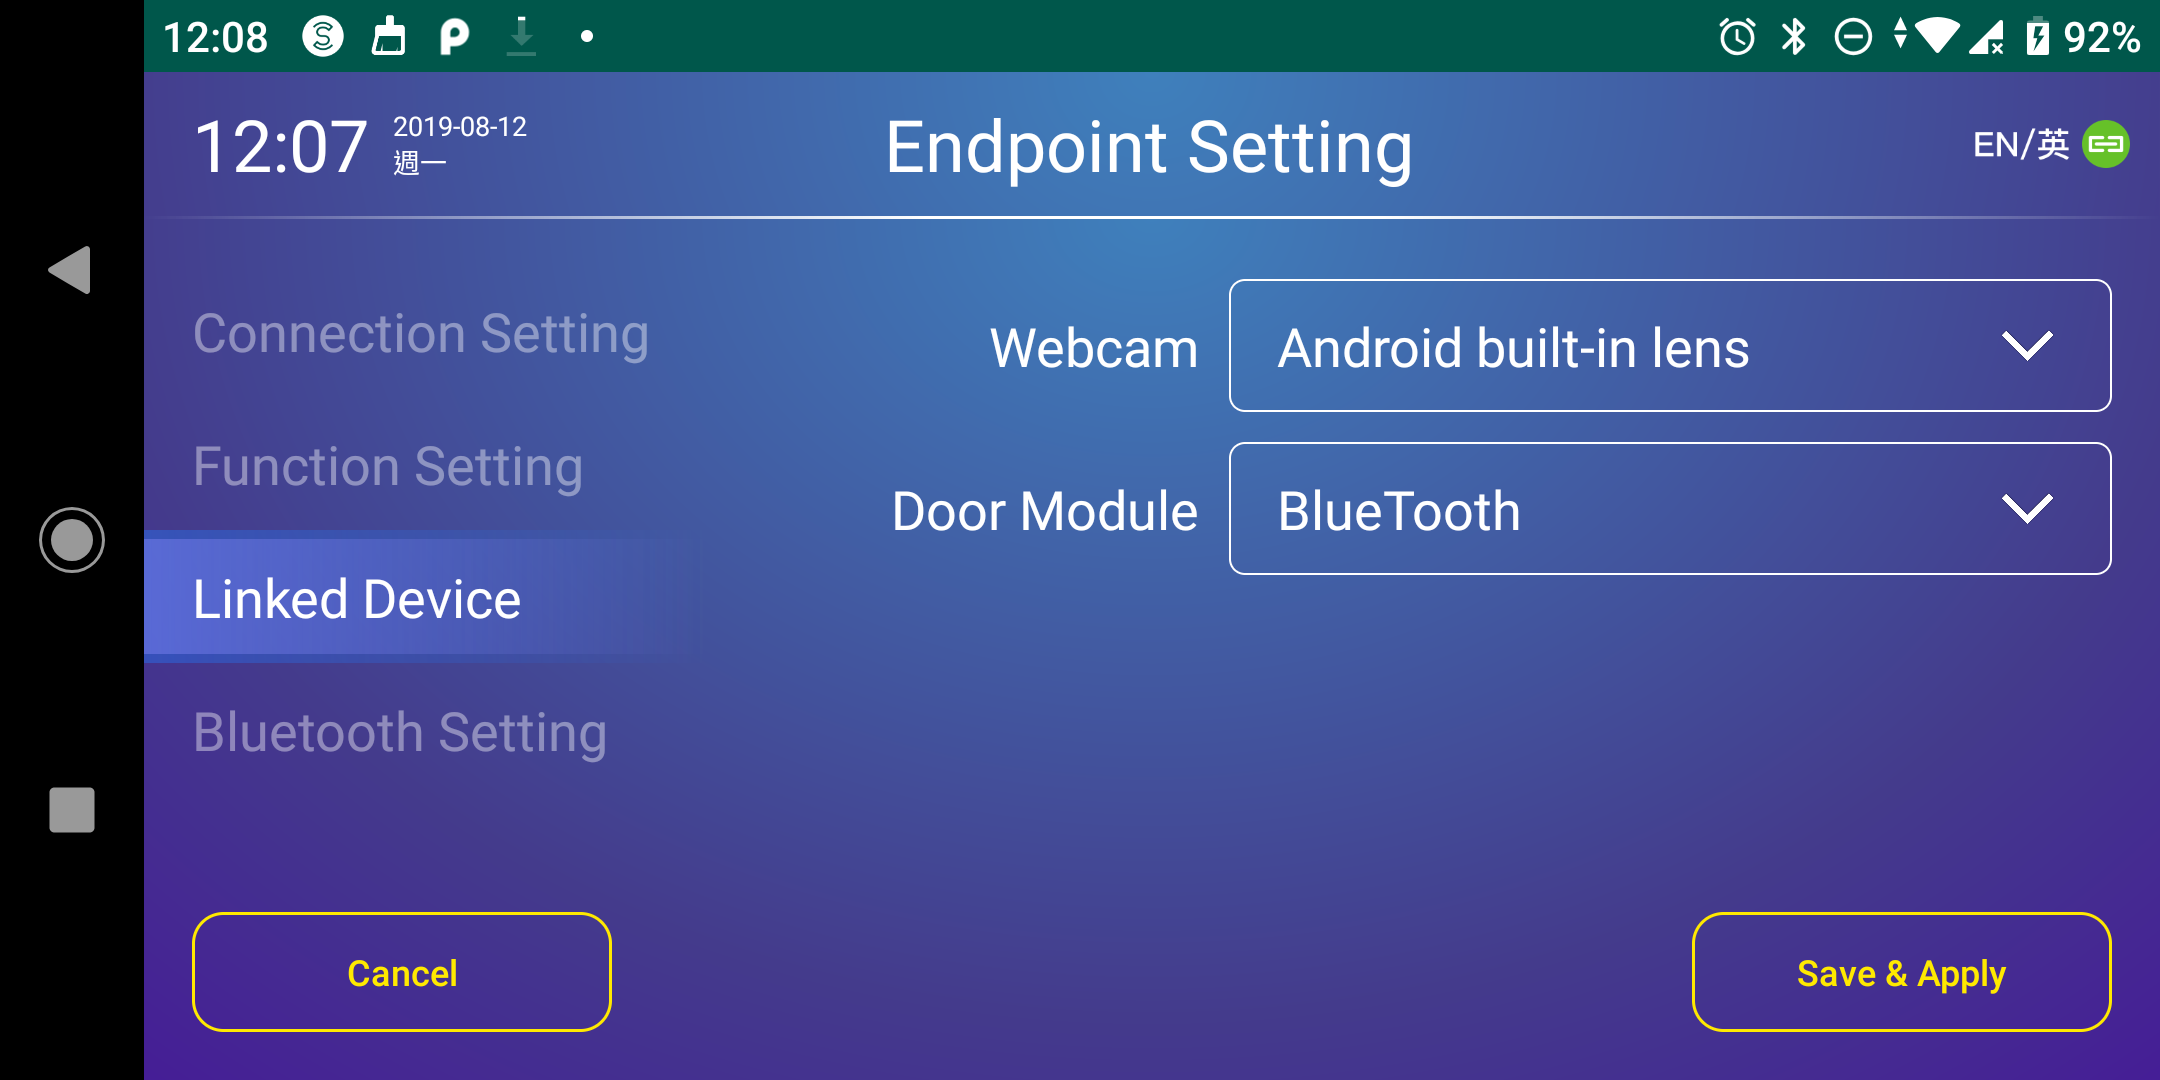 12:08
92%
12:07
2019-08-12
週一
Endpoint Setting
EN/英
Connection Setting
Function Setting
Linked Device
Bluetooth Setting
Webcam
Android built-in lens
Door Module
BlueTooth
Cancel
Save & Apply